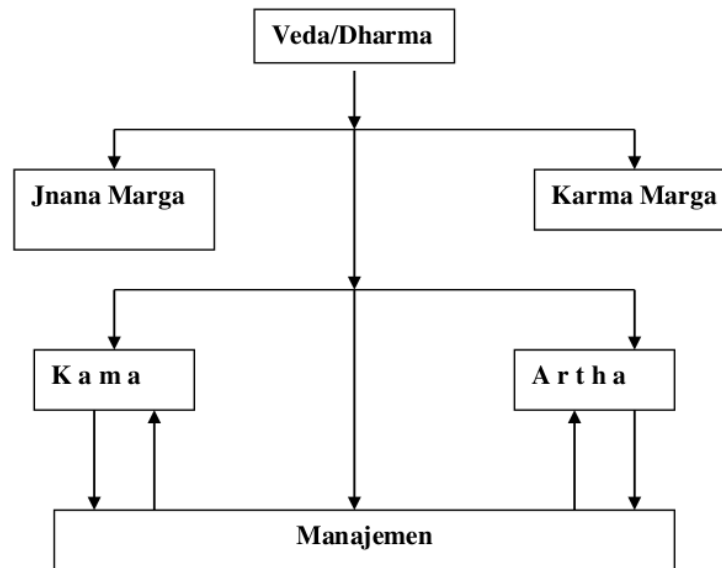 Veda/Dharma
Jnana Marga
Karma Marga
K a m a
A r t h a
Manajemen